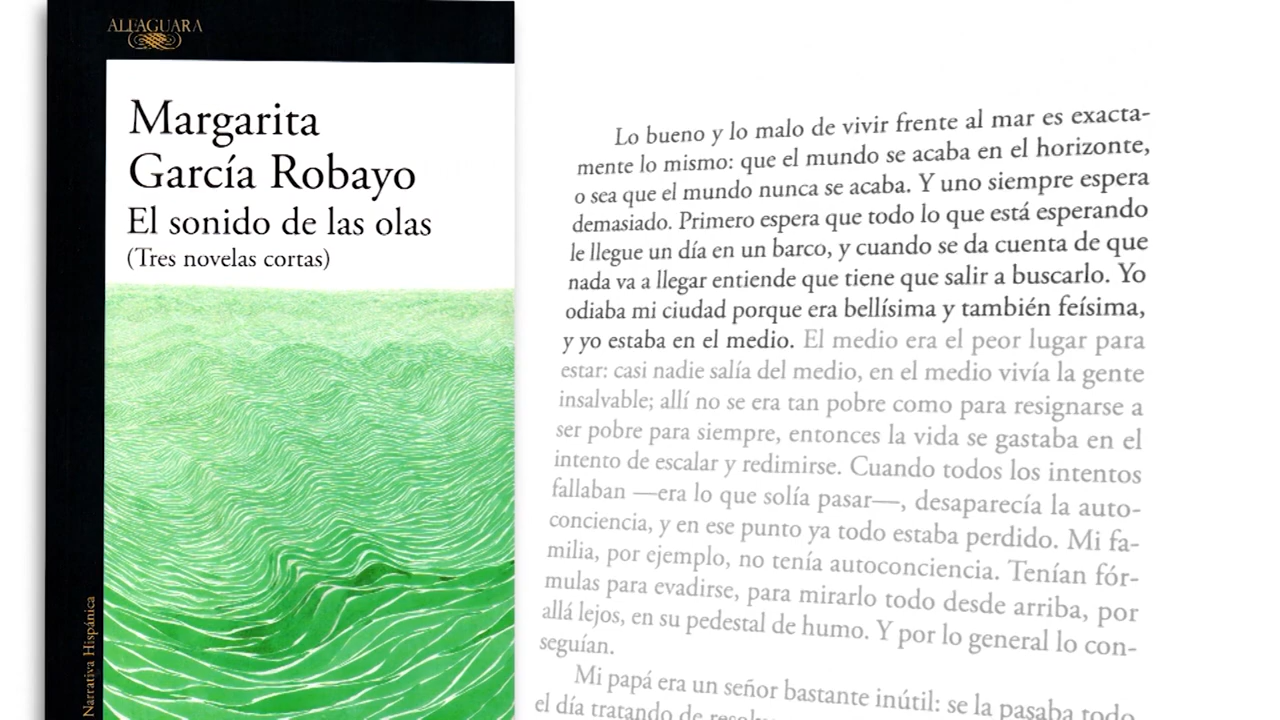 ALFAGUARA
Margarita
García Robayo
El sonido de las olas
(Tres novelas cortas)
Narrativa Hispánica
Lo bueno y lo malo de vivir frente al mar es exacta-
mente lo mismo: que el mundo se acaba en el horizonte,
o sea que el mundo nunca se acaba. Y uno siempre espera
demasiado. Primero espera que todo lo que está esperando
le llegue un día en un barco, y cuando se da cuenta de que
nada va a llegar entiende que tiene que salir a buscarlo. Yo
odiaba mi ciudad porque era bellísima y también feísima,
y yo estaba en el medio. El medio era el peor lugar para
estar: casi nadie salía del medio, en el medio vivía la gente
insalvable; allí no se era tan pobre como para resignarse a
ser pobre para siempre, entonces la vida se gastaba en el
intento de escalar y redimirse. Cuando todos los intentos
fallaban —era lo que solía pasar—, desaparecía la auto-
conciencia, y en ese punto ya todo estaba perdido. Mi fa-
milia, por ejemplo, no tenía autoconciencia. Tenían fór-
mulas para evadirse, para mirarlo todo desde arriba, por
allá lejos, en su pedestal de humo. Y por lo general lo con-
seguían.
Mi papá era un señor bastante inútil: se la pasaba todo
el día tratando de